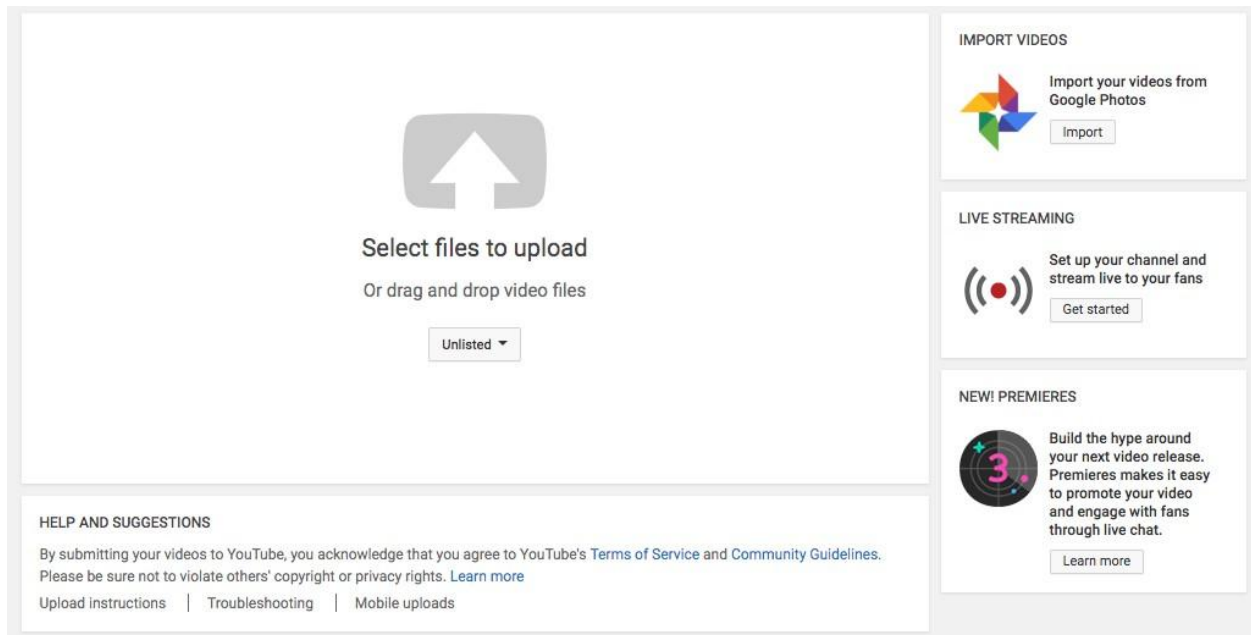 Select files to upload
Or drag and drop video files
Unlisted
HELP AND SUGGESTIONS
By submitting your videos to YouTube, you acknowledge that you agree to YouTube's Terms of Service and Community Guidelines.
Please be sure not to violate others' copyright or privacy rights. Learn more
Upload instructions | Troubleshooting | Mobile uploads
IMPORT VIDEOS
Import your videos from
Google Photos
Import
LIVE STREAMING
Set up your channel and
stream live to your fans
Get started
NEW! PREMIERES
3
Build the hype around
your next video release.
Premieres makes it easy
to promote your video
and engage with fans
through live chat.
Learn more